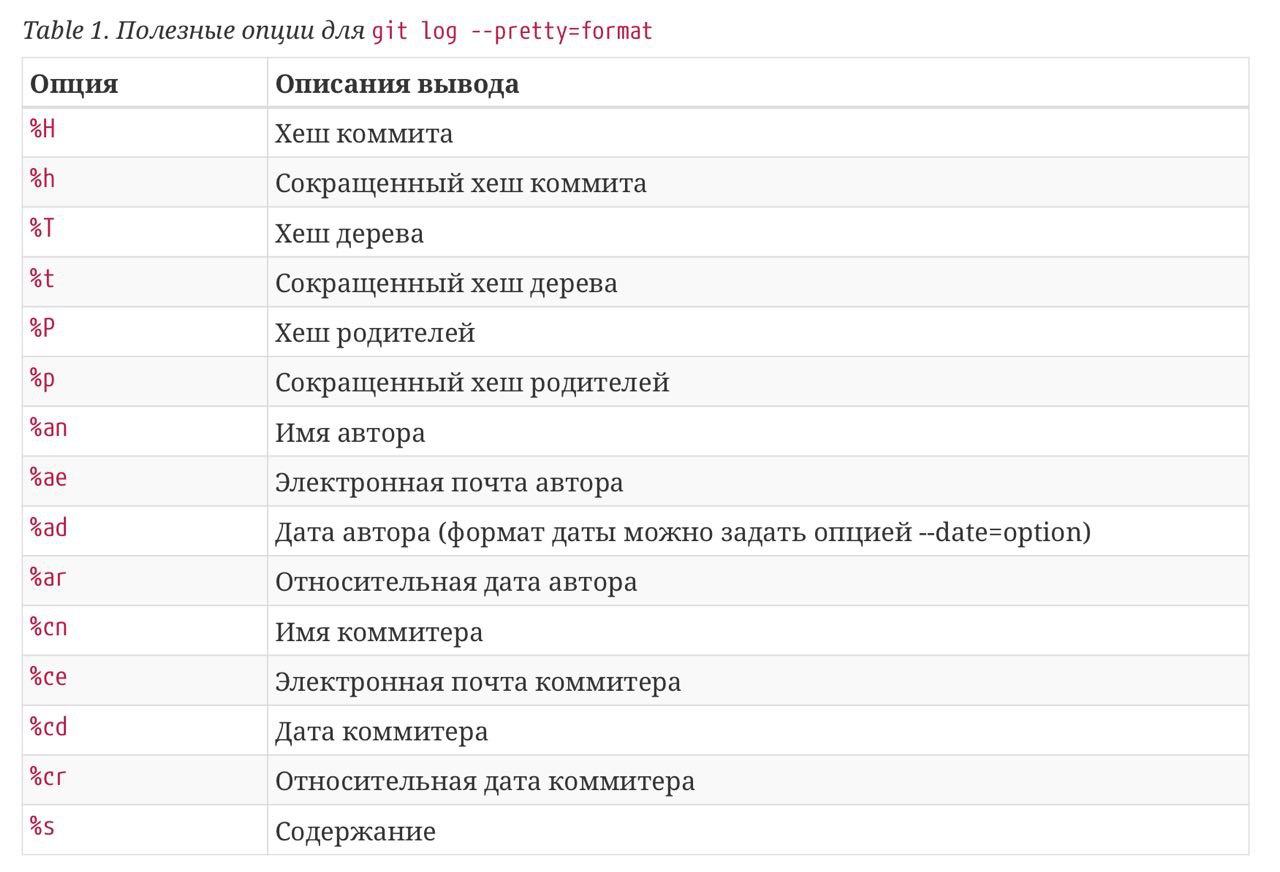 Table 1. Полезные опции для git log --pretty=format
Опция Описания вывода
%H Хеш коммита
%h Сокращенный хеш коммита
%T Хеш дерева
%t Сокращенный хеш дерева
%P Хеш родителей
%p Сокращенный хеш родителей
%an Имя автора
%ae Электронная почта автора
%ad Дата автора (формат даты можно задать опцией --date=option)
%ar Относительная дата автора
%cn Имя коммитера
%ce Электронная почта коммитера
%cd Дата коммитера
%cr Относительная дата коммитера
%s Содержание